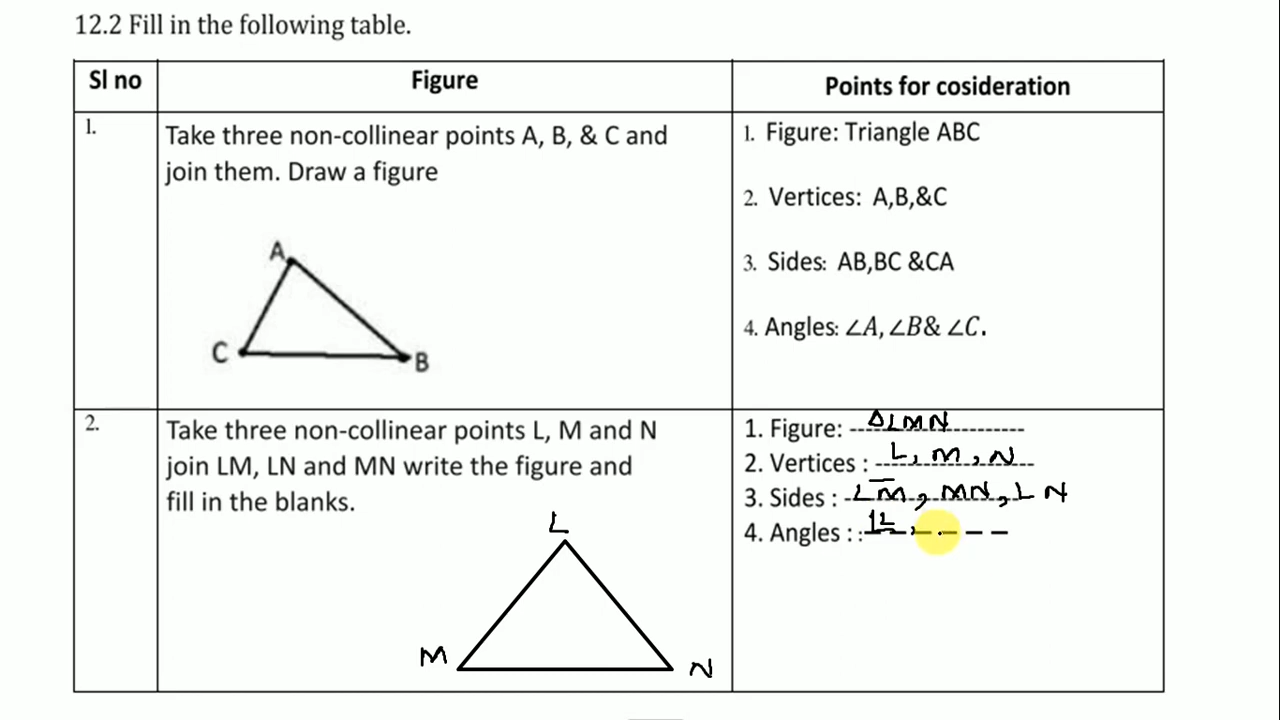 12.2 Fill in the following table.
Sl no
Figure
Points for cosideration
1.
Take three non-collinear points A, B, & C and
join them. Draw a figure
A
C
B
1. Figure: Triangle ABC
2. Vertices: A,B,&C
3. Sides: AB,BC &CA
4. Angles: ∠A, ∠B& ∠C.
2.
Take three non-collinear points L, M and N
join LM, LN and MN write the figure and
fill in the blanks.
L
M
N
1. Figure: ΔLMN
2. Vertices : L, M, N
3. Sides : LM, MN, LN
4. Angles : : ∠L,